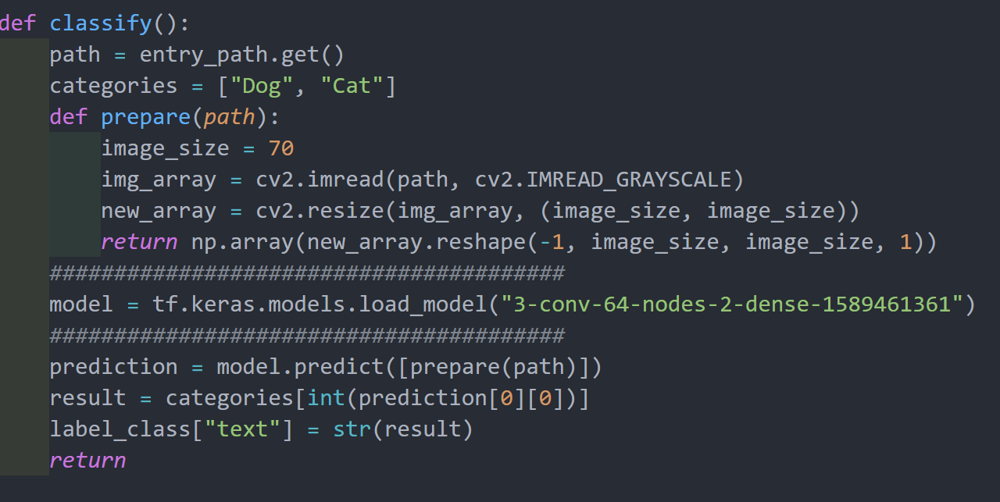 def classify():
    path = entry_path.get()
    categories = ["Dog", "Cat"]
    def prepare(path):
        image_size = 70
        img_array = cv2.imread(path, cv2.IMREAD_GRAYSCALE)
        new_array = cv2.resize(img_array, (image_size, image_size))
        return np.array(new_array.reshape(-1, image_size, image_size, 1))
    ########################################
    model = tf.keras.models.load_model("3-conv-64-nodes-2-dense-1589461361")
    ########################################
    prediction = model.predict([prepare(path)])
    result = categories[int(prediction[0][0])]
    label_class["text"] = str(result)
    return